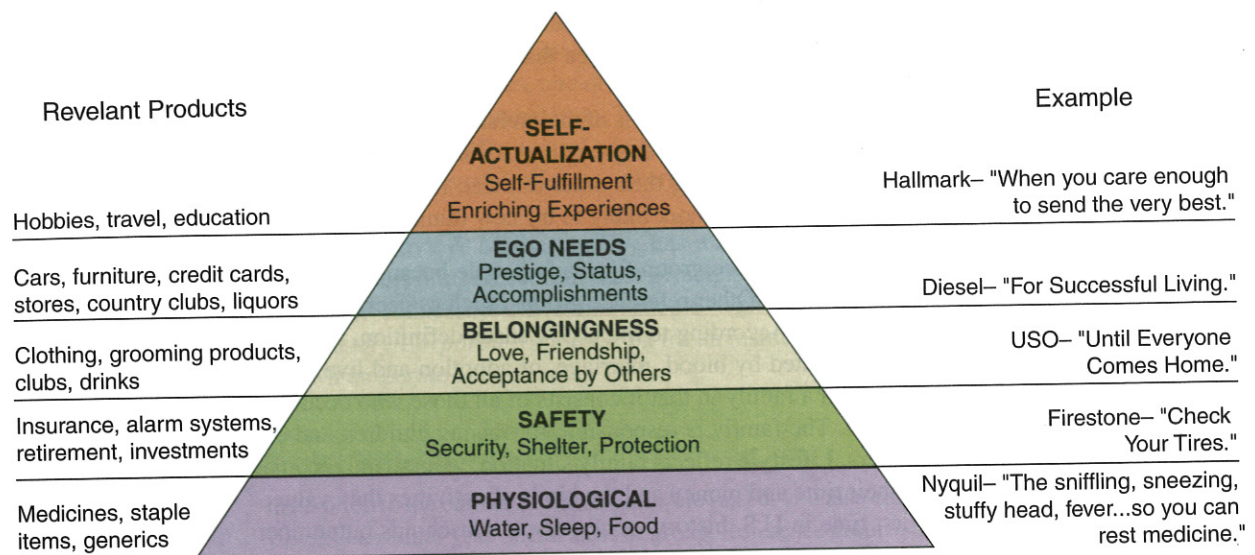 Revelant Products
Example
SELF-
ACTUALIZATION
Self-Fulfillment
Enriching Experiences
Hobbies, travel, education
Hallmark– "When you care enough
to send the very best."
EGO NEEDS
Prestige, Status,
Accomplishments
Cars, furniture, credit cards,
stores, country clubs, liquors
Diesel– "For Successful Living."
BELONGINGNESS
Love, Friendship,
Acceptance by Others
Clothing, grooming products,
clubs, drinks
USO– "Until Everyone
Comes Home."
SAFETY
Security, Shelter, Protection
Insurance, alarm systems,
retirement, investments
Firestone– "Check
Your Tires."
PHYSIOLOGICAL
Water, Sleep, Food
Medicines, staple
items, generics
Nyquil– "The sniffling, sneezing,
stuffy head, fever...so you can
rest medicine."